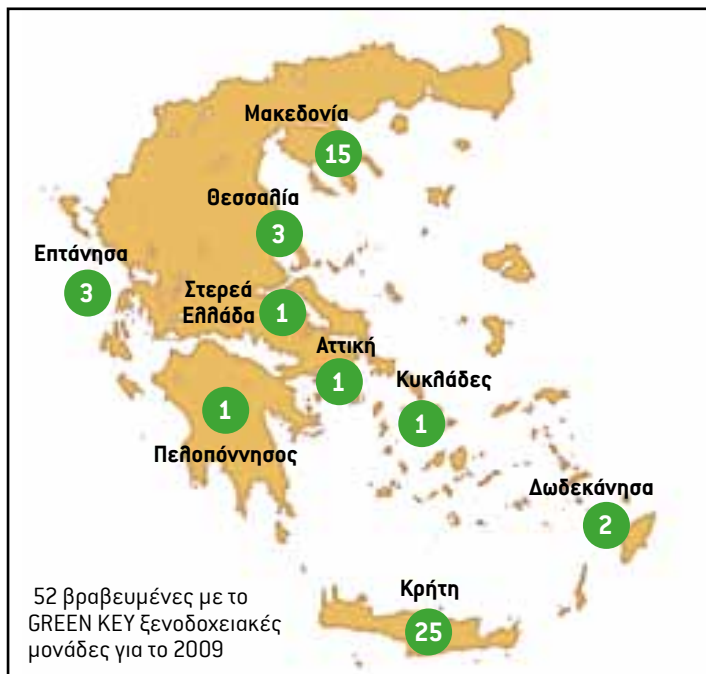 Μακεδονία
15
Θεσσαλία
3
Επτάνησα
3
Στερεά
Ελλάδα
1
Αττική
1
Κυκλάδες
1
1
Πελοπόννησος
Δωδεκάνησα
2
Κρήτη
25
52 βραβευμένες με το
GREEN KEY ξενοδοχειακές
μονάδες για το 2009